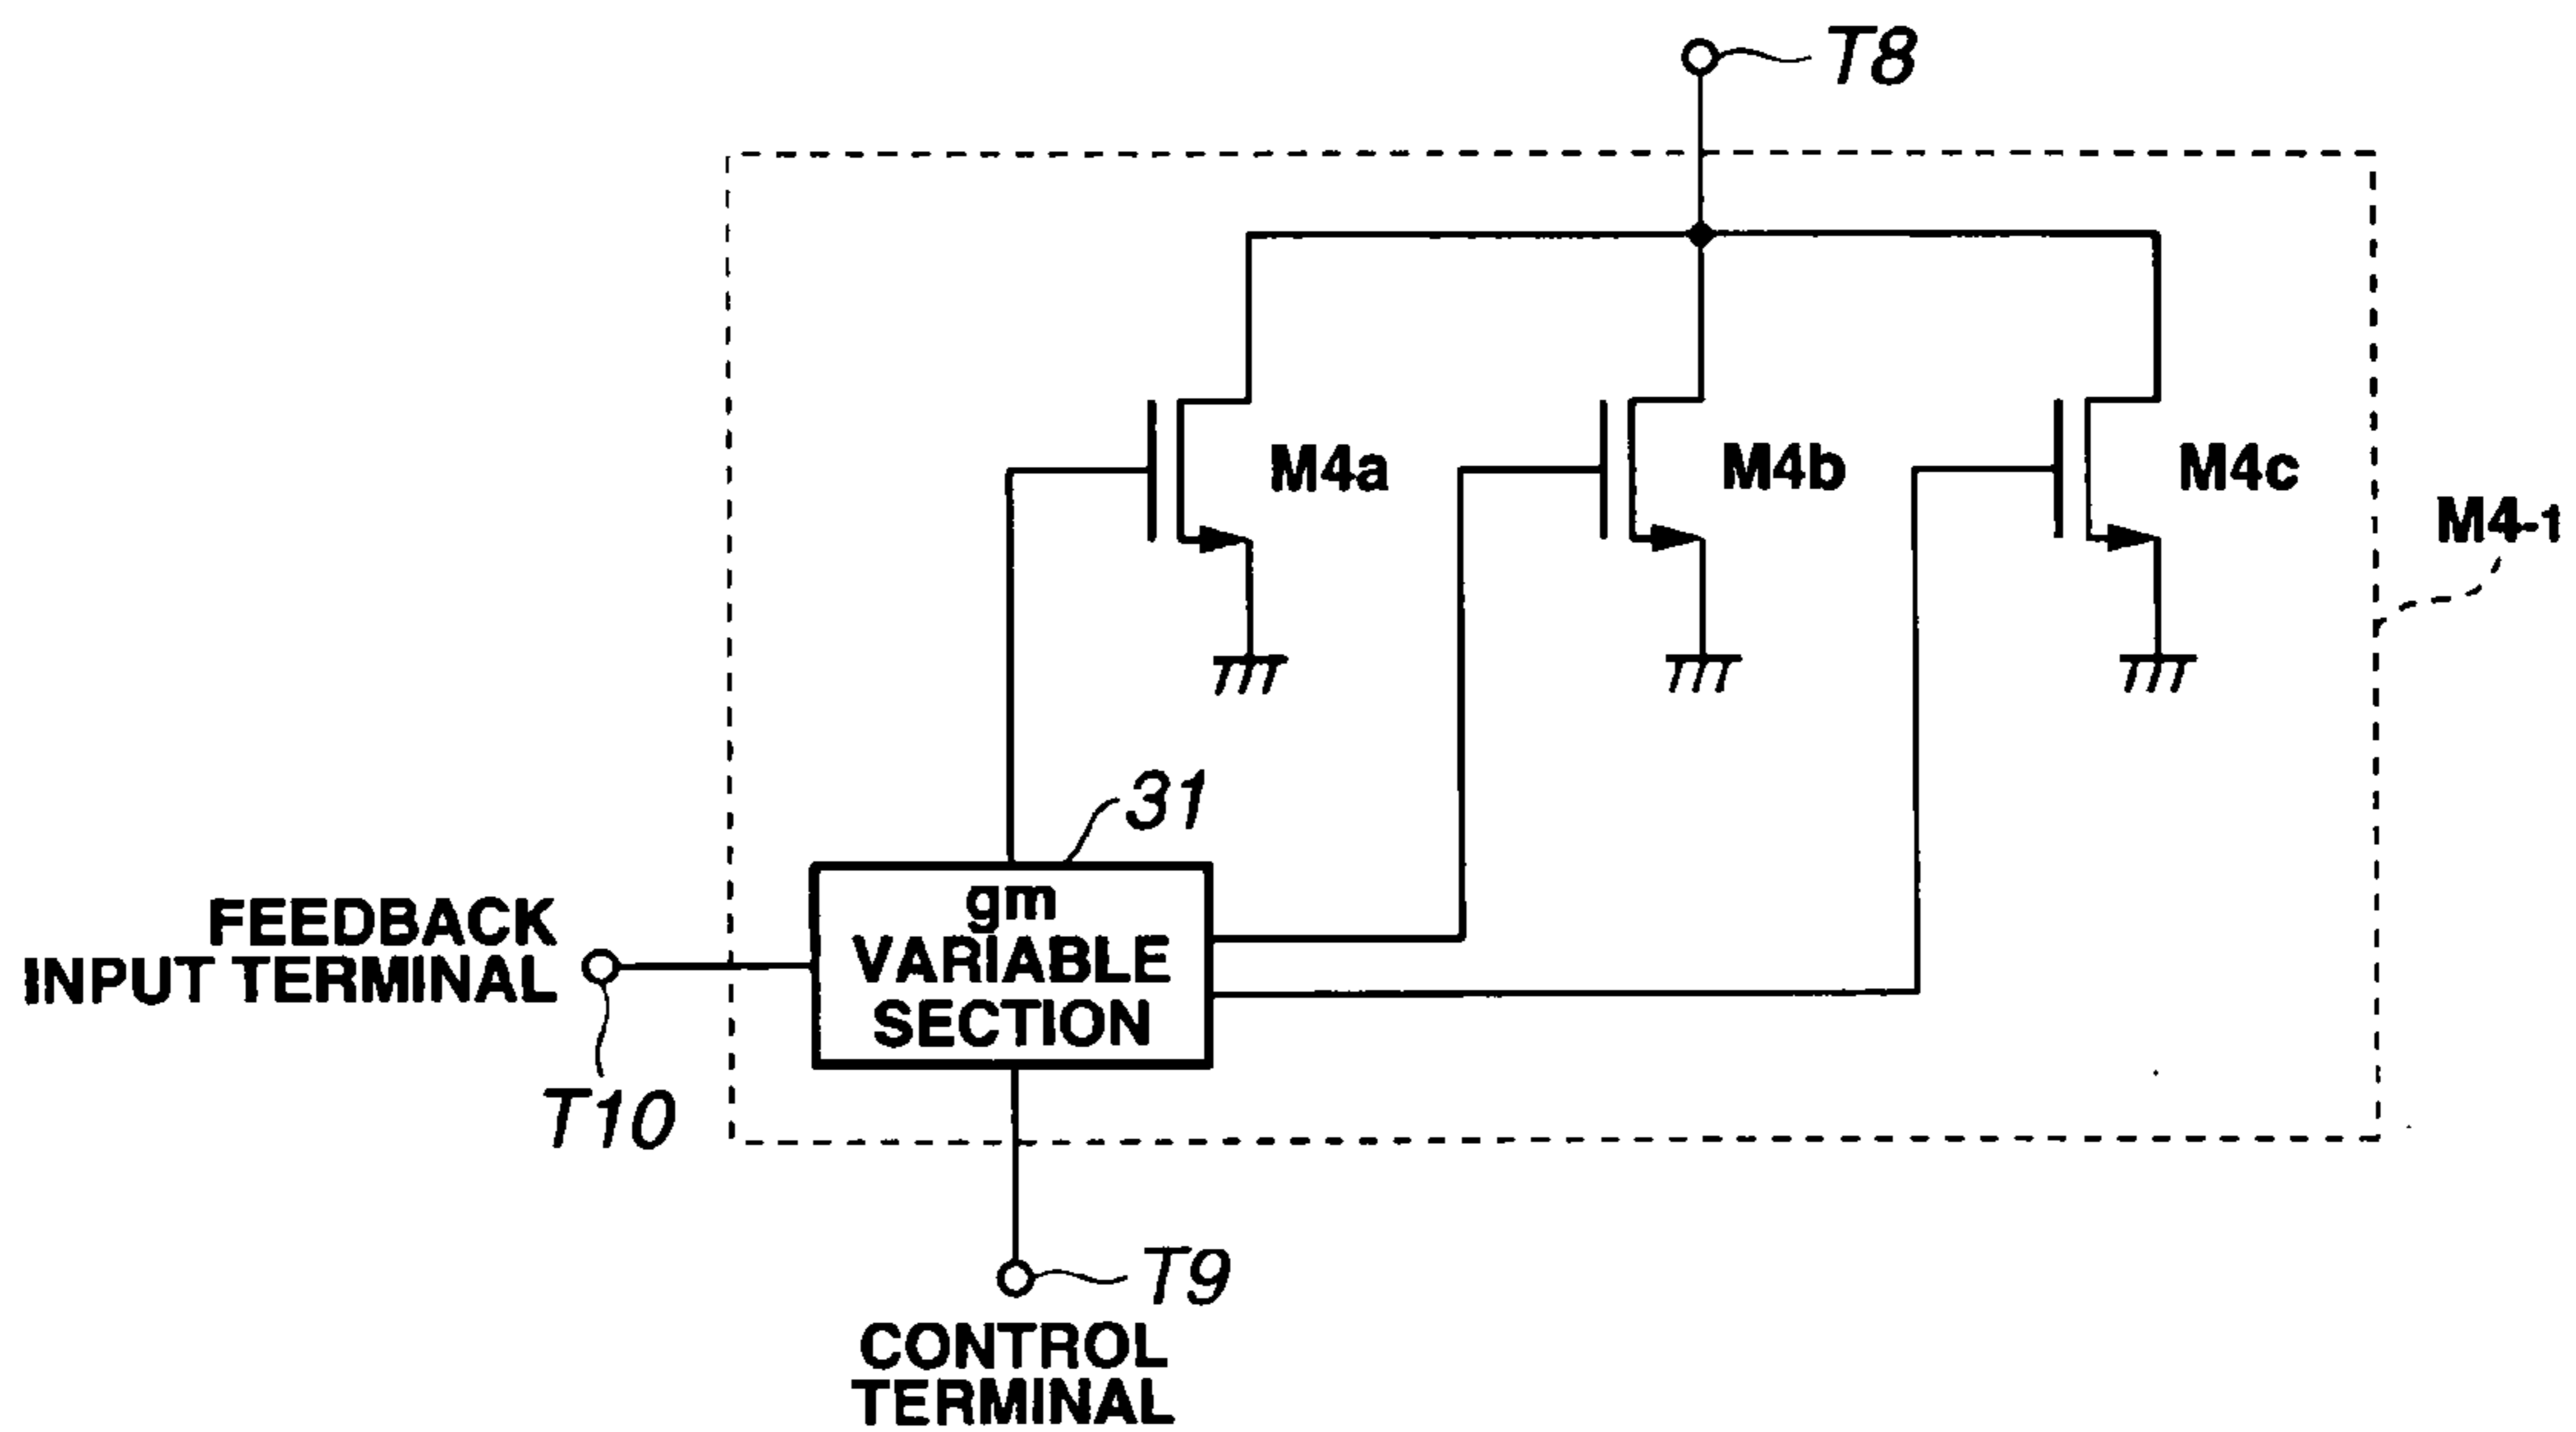 T8
M4a
M4b
M4c
M4-1
31
gm
VARIABLE
SECTION
FEEDBACK
INPUT TERMINAL
T10
T9
CONTROL
TERMINAL